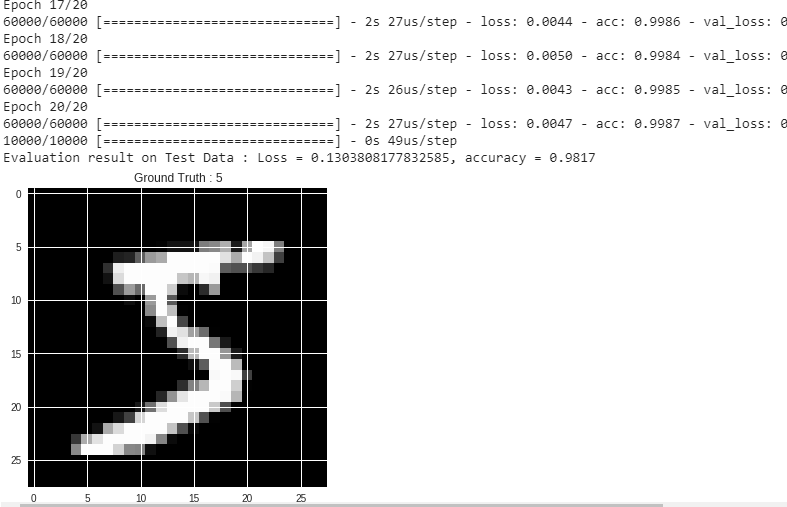 Epoch 17/20
60000/60000 [==============================] - 2s 27us/step - loss: 0.0044 - acc: 0.9986 - val_loss: 0
Epoch 18/20
60000/60000 [==============================] - 2s 27us/step - loss: 0.0050 - acc: 0.9984 - val_loss: 0
Epoch 19/20
60000/60000 [==============================] - 2s 26us/step - loss: 0.0043 - acc: 0.9985 - val_loss: 0
Epoch 20/20
60000/60000 [==============================] - 2s 27us/step - loss: 0.0047 - acc: 0.9987 - val_loss: 0
10000/10000 [==============================] - 0s 49us/step
Evaluation result on Test Data : Loss = 0.1303808177832585, accuracy = 0.9817
Ground Truth : 5
0
5
10
15
20
25
0 5 10 15 20 25